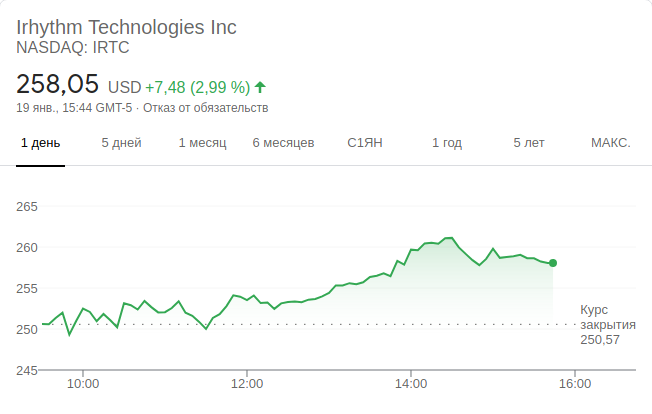 Irhythm Technologies Inc
NASDAQ: IRTC
258,05 USD +7,48 (2,99 %)
19 янв., 15:44 GMT-5 · Отказ от обязательств
1 день 5 дней 1 месяц 6 месяцев С1ЯН 1 год 5 лет МАКС.
265
260
255
250
245
Курс
закрытия
250,57
10:00 12:00 14:00 16:00